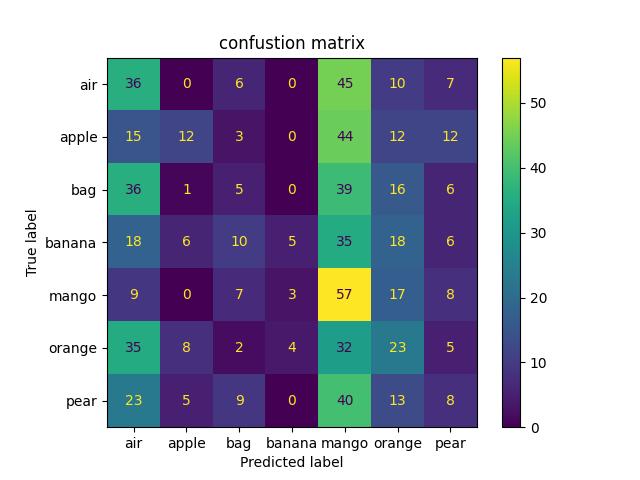 confustion matrix
air 36 0 6 0 45 10 7
apple 15 12 3 0 44 12 12
bag 36 1 5 0 39 16 6
banana 18 6 10 5 35 18 6
mango 9 0 7 3 57 17 8
orange 35 8 2 4 32 23 5
pear 23 5 9 0 40 13 8
air apple bag banana mango orange pear
Predicted label
True label
50
40
30
20
10
0